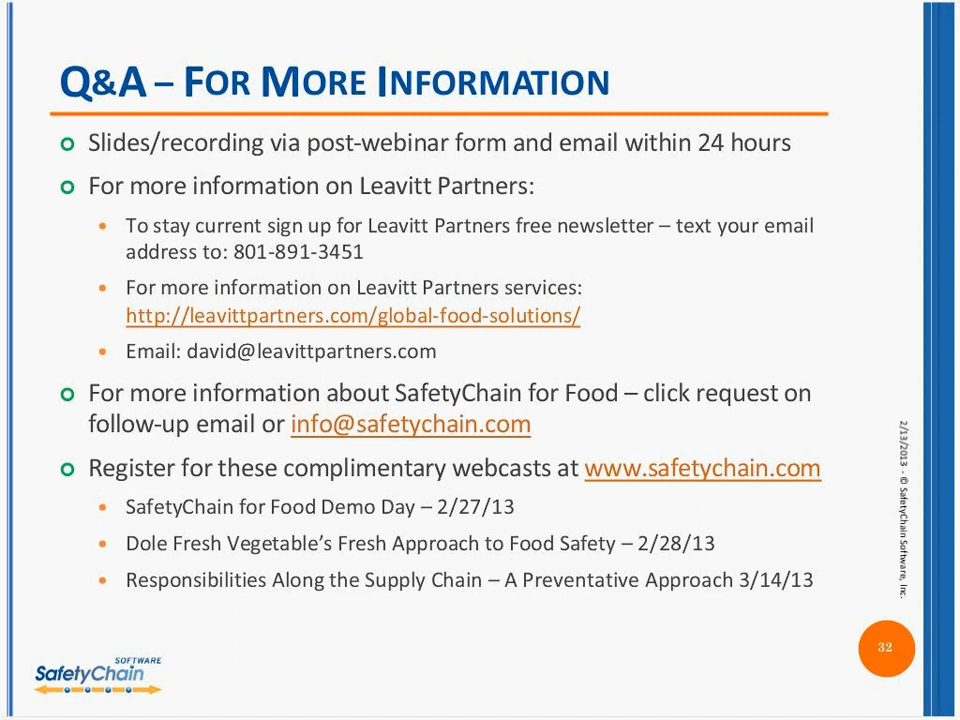 Q&A – FOR MORE INFORMATION
Slides/recording via post-webinar form and email within 24 hours
For more information on Leavitt Partners:
To stay current sign up for Leavitt Partners free newsletter – text your email
address to: 801-891-3451
For more information on Leavitt Partners services:
http://leavittpartners.com/global-food-solutions/
Email: david@leavittpartners.com
For more information about SafetyChain for Food – click request on
follow-up email or info@safetychain.com
Register for these complimentary webcasts at www.safetychain.com
SafetyChain for Food Demo Day – 2/27/13
Dole Fresh Vegetable’s Fresh Approach to Food Safety – 2/28/13
Responsibilities Along the Supply Chain – A Preventative Approach 3/14/13
2/13/2013 - © SafetyChain Software, Inc.
32
SOFTWARE
SafetyChain